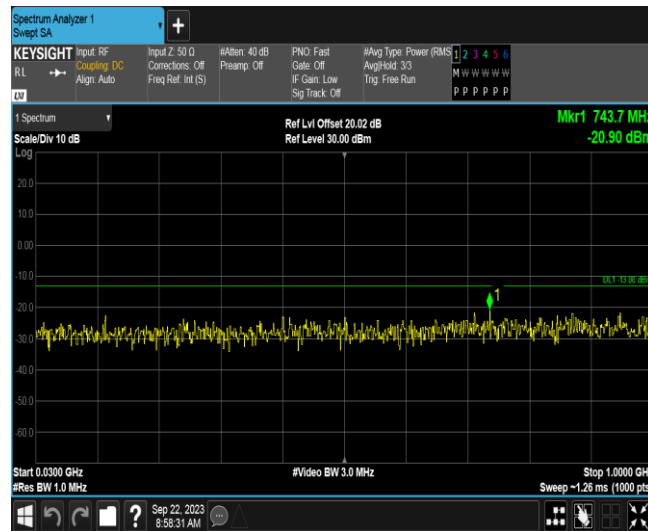 Spectrum Analyzer 1
Swept SA
KEYSIGHT
RL
LXI
Input: RF
Coupling: DC
Align: Auto
Input Z: 50 Ω
Corrections: Off
Freq Ref: Int (S)
#Atten: 40 dB
Preamp: Off
PNO: Fast
Gate: Off
IF Gain: Low
Sig Track: Off
#Avg Type: Power (RMS
Avg|Hold: 3/3
Trig: Free Run
1 2 3 4 5 6
M W W W W W
P P P P P P
1 Spectrum
Scale/Div 10 dB
Log
Ref Lvl Offset 20.02 dB
Ref Level 30.00 dBm
Mkr1 743.7 MHz
-20.90 dBm
20.0
10.0
0.00
-10.0
-20.0
-30.0
-40.0
-50.0
-60.0
DL1 -13.00 dBm
1
Start 0.0300 GHz
#Res BW 1.0 MHz
#Video BW 3.0 MHz
Stop 1.0000 GH
Sweep ~1.26 ms (1000 pts
?
Sep 22, 2023
8:58:31 AM